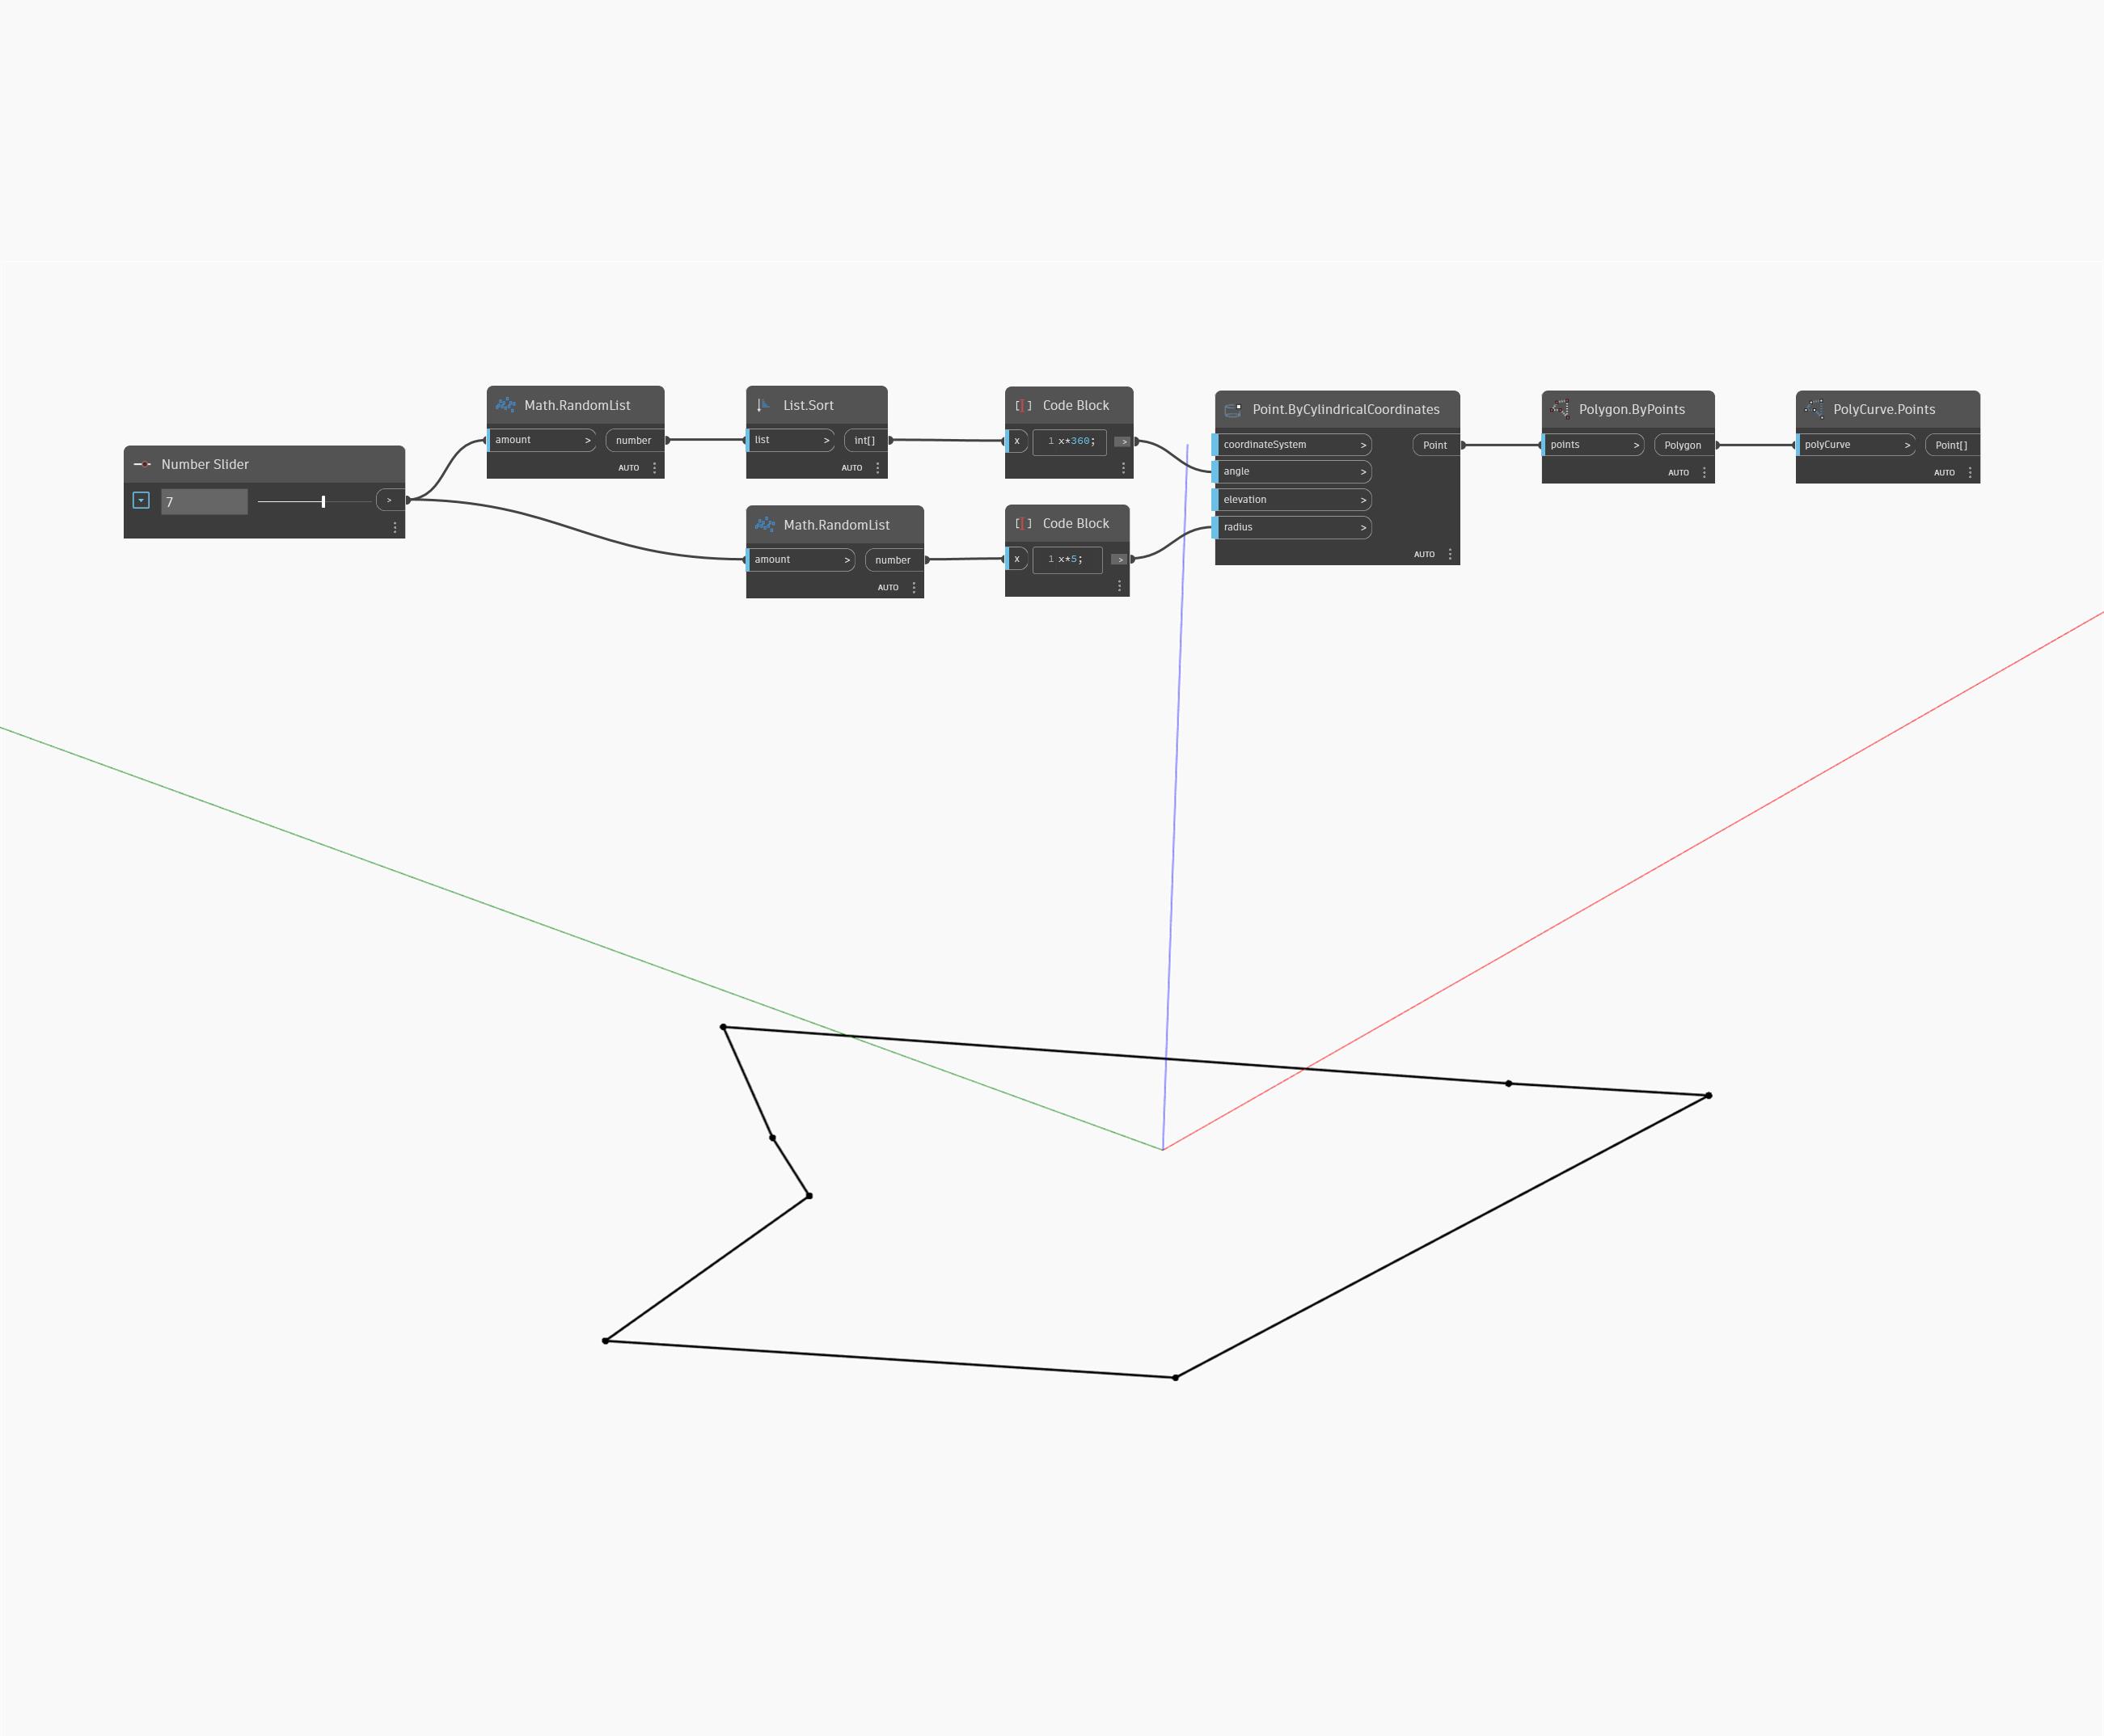 Number Slider
7
>
Math.RandomList
amount > number
AUTO
List.Sort
list > int[]
AUTO
Code Block
x 1 x*360; >
Math.RandomList
amount > number
AUTO
Code Block
x 1 x*5; >
Point.ByCylindricalCoordinates
coordinateSystem > Point
angle >
elevation >
radius >
AUTO
Polygon.ByPoints
points > Polygon
AUTO
PolyCurve.Points
polyCurve > Point[]
AUTO